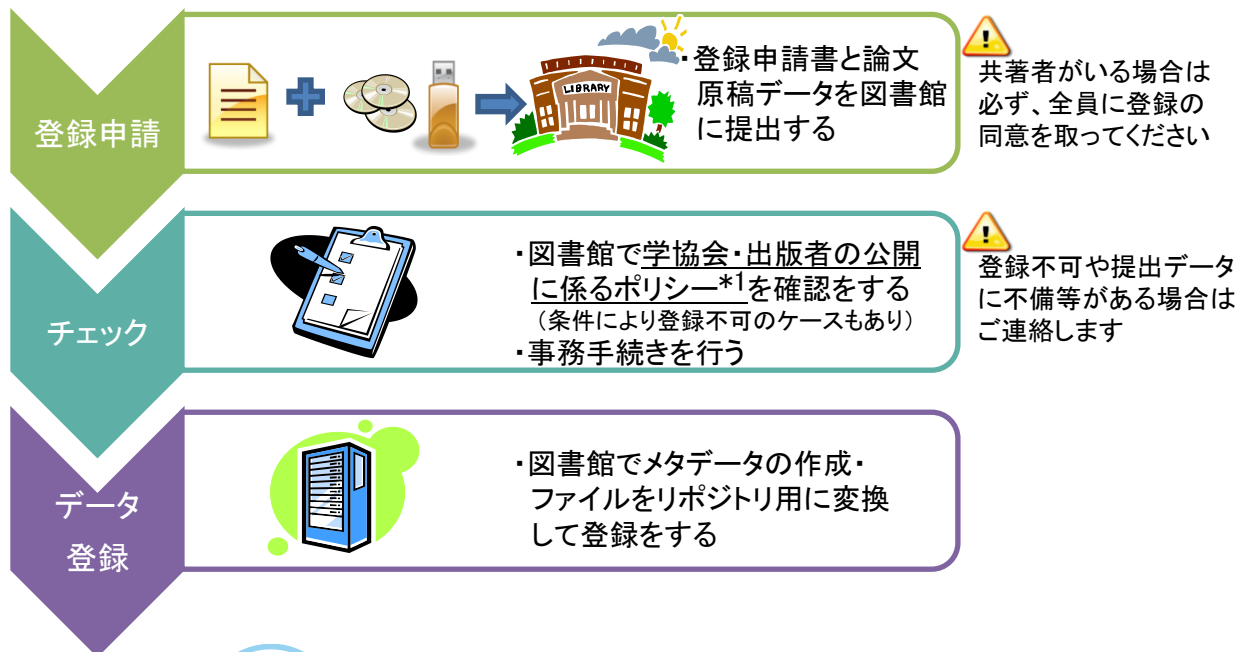 登録申請
LIBRARY
・登録申請書と論文
原稿データを図書館
に提出する
共著者がいる場合は
必ず、全員に登録の
同意を取ってください
チェック
・図書館で学協会・出版者の公開
に係るポリシー*1を確認をする
（条件により登録不可のケースもあり）
・事務手続きを行う
登録不可や提出データ
に不備等がある場合は
ご連絡します
データ
登録
・図書館でメタデータの作成・
ファイルをリポジトリ用に変換
して登録をする